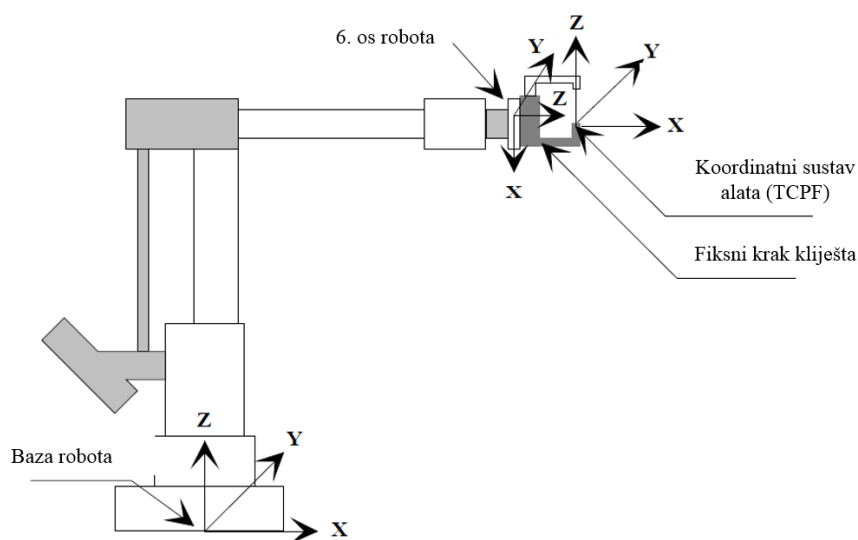 6. os robota
Y
Z
Y
Z
X
X
Koordinatni sustav
alata (TCPF)
Fiksni krak kliješta
Z
Y
Baza robota
X